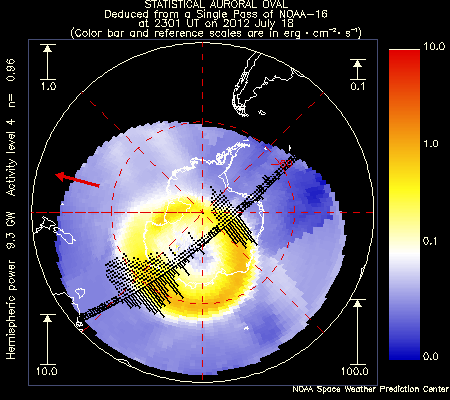 STATISTICAL AURORAL OVAL
Deduced from a Single Pass of NOAA-16
at 2301 UT on 2012 July 18
(Color bar and reference scales are in erg · cm⁻² · s⁻¹)
1.0
0.1
10.0
1.0
0.1
0.0
Hemispheric power 9.3 GW Activity level 4 n= 0.96
10.0
100.0
NOAA Space Weather Prediction Center